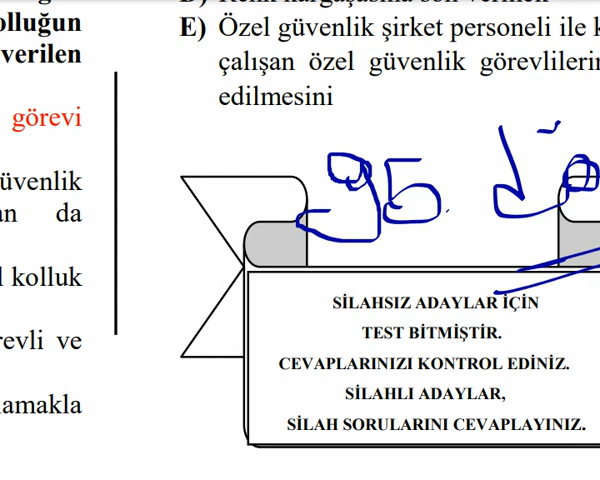 olluğun
verilen
görevi
üvenlik
an da
l kolluk
revli ve
lamakla
E) Özel güvenlik şirket personeli ile k
çalışan özel güvenlik görevlilerin
edilmesini
95
SİLAHSIZ ADAYLAR İÇİN
TEST BİTMİŞTİR.
CEVAPLARINIZI KONTROL EDİNİZ.
SİLAHLI ADAYLAR,
SİLAH SORULARINI CEVAPLAYINIZ.